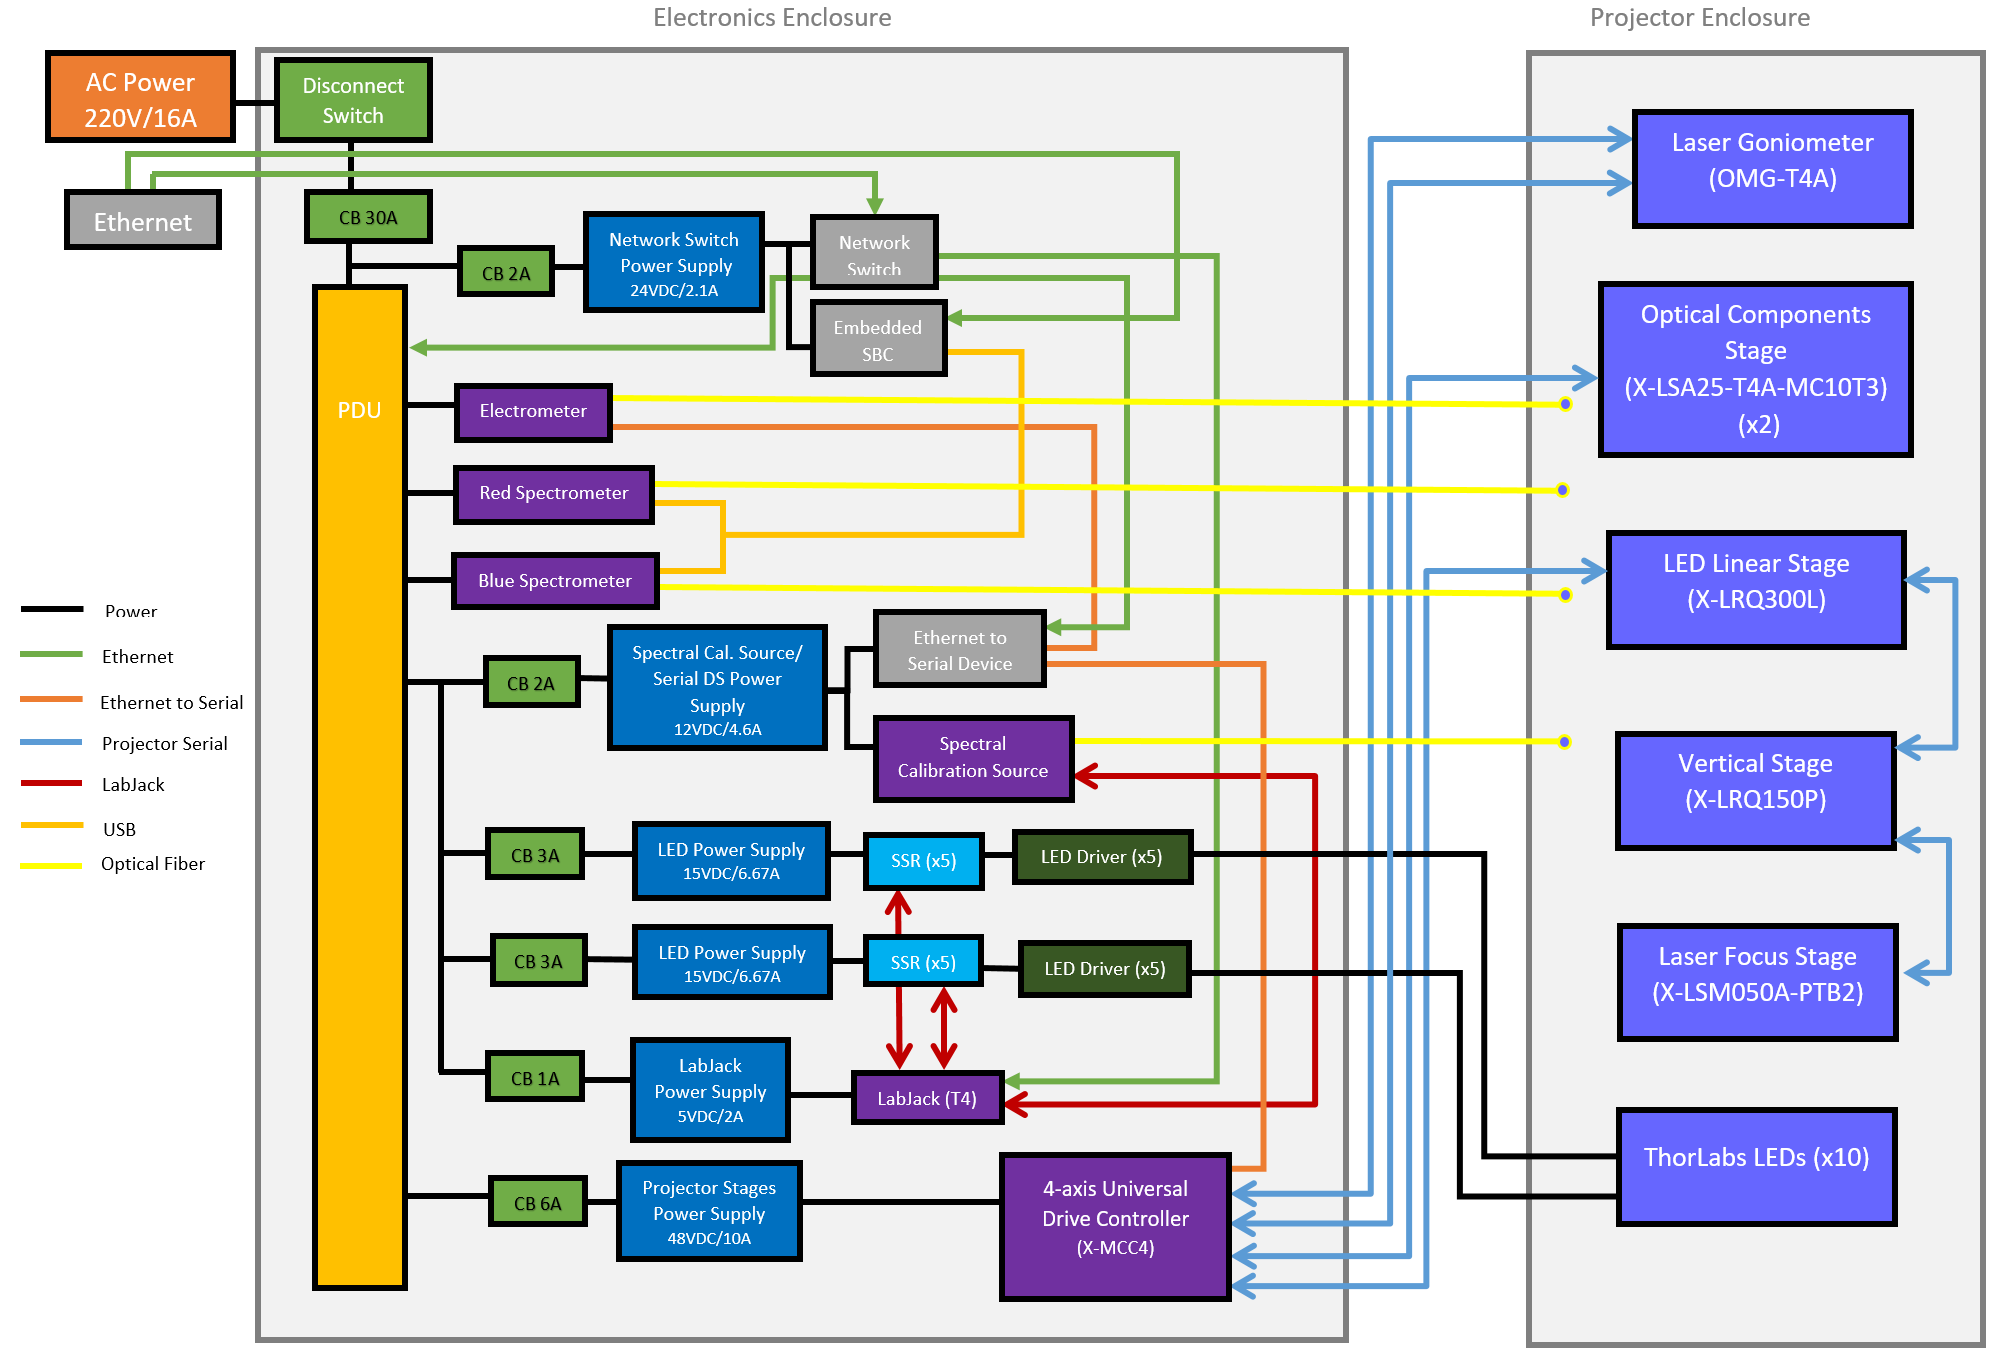 Electronics Enclosure
Projector Enclosure
AC Power
220V/16A
Disconnect
Switch
Ethernet
CB 30A
CB 2A
Network Switch
Power Supply
24VDC/2.1A
Network
Switch
Embedded
SBC
PDU
Electrometer
Red Spectrometer
Blue Spectrometer
CB 2A
Spectral Cal. Source/
Serial DS Power
Supply
12VDC/4.6A
Ethernet to
Serial Device
Spectral
Calibration Source
CB 3A
LED Power Supply
15VDC/6.67A
SSR (x5)
LED Driver (x5)
CB 3A
LED Power Supply
15VDC/6.67A
SSR (x5)
LED Driver (x5)
CB 1A
LabJack
Power Supply
5VDC/2A
LabJack (T4)
CB 6A
Projector Stages
Power Supply
48VDC/10A
4-axis Universal
Drive Controller
(X-MCC4)
Laser Goniometer
(OMG-T4A)
Optical Components
Stage
(X-LSA25-T4A-MC10T3)
(x2)
LED Linear Stage
(X-LRQ300L)
Vertical Stage
(X-LRQ150P)
Laser Focus Stage
(X-LSM050A-PTB2)
ThorLabs LEDs (x10)
Power
Ethernet
Ethernet to Serial
Projector Serial
LabJack
USB
Optical Fiber